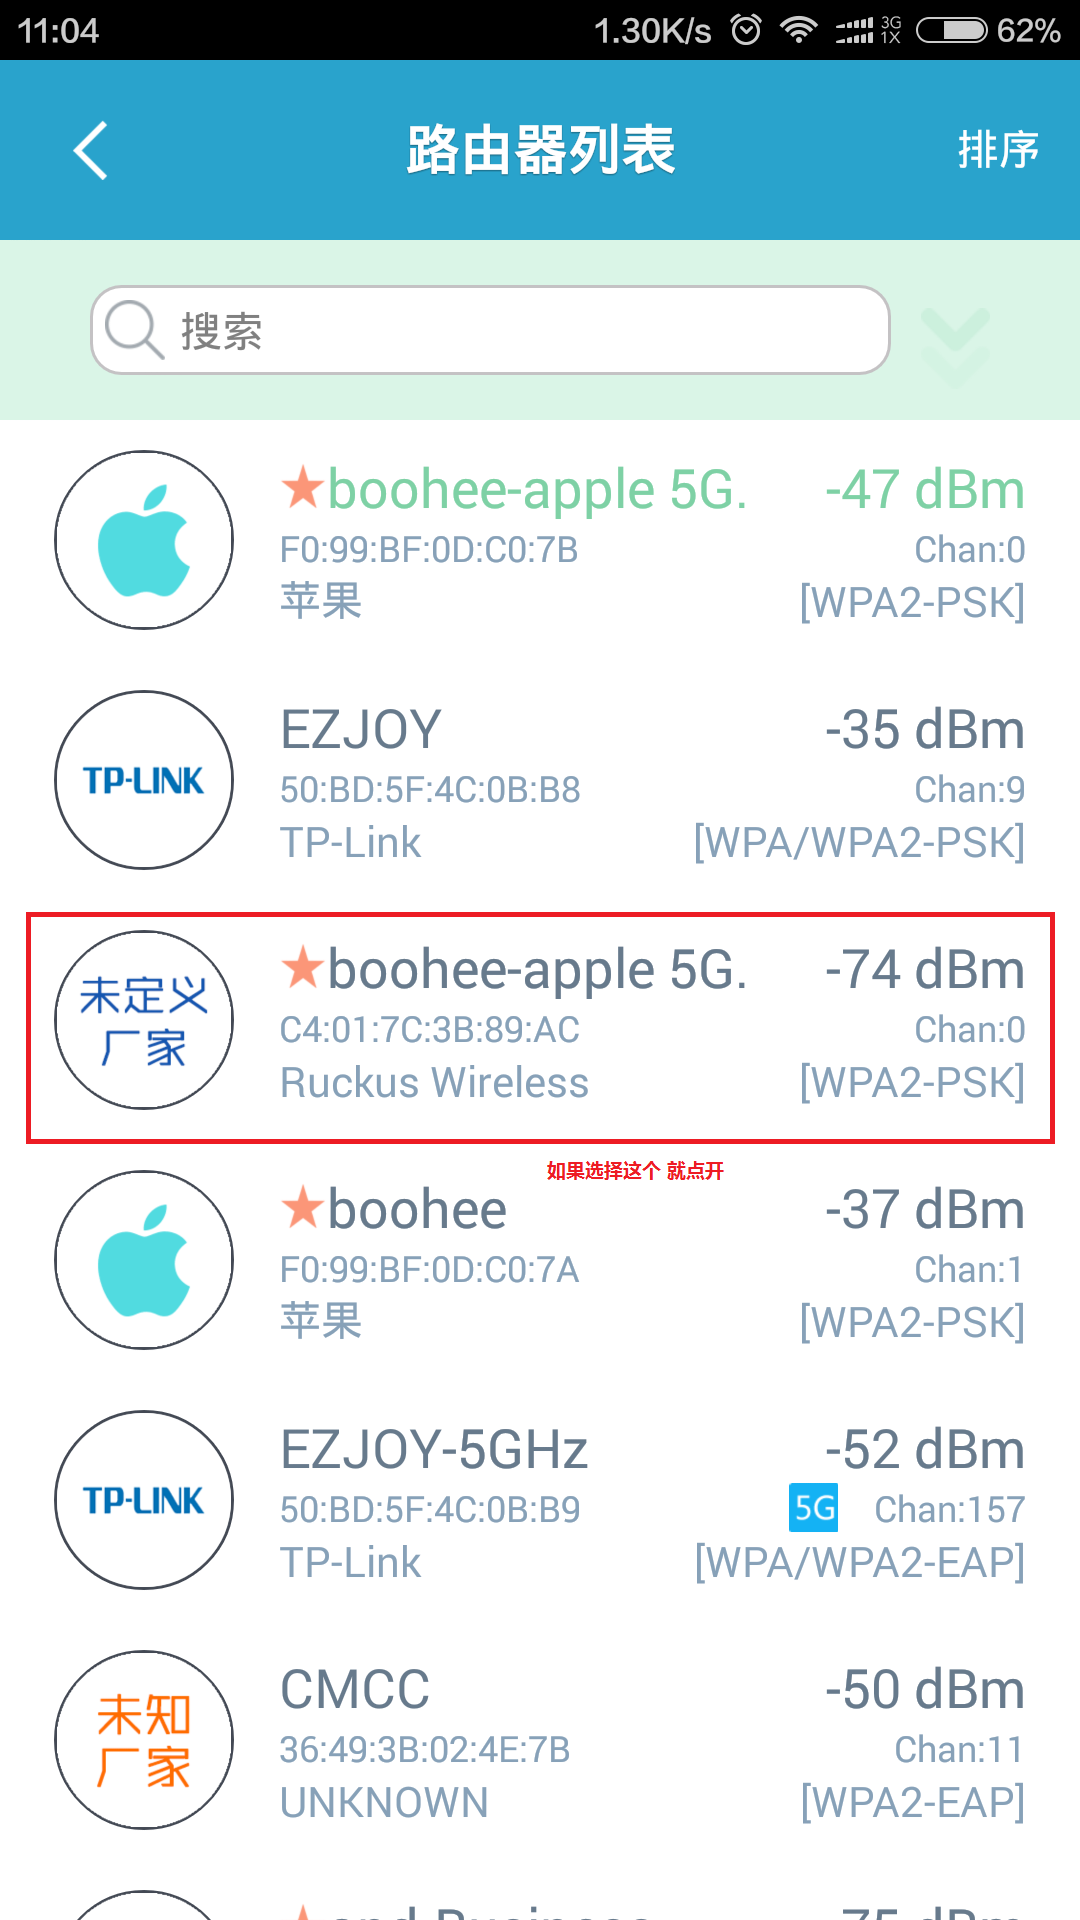 11:04 1.30K/s 3G 1X 62%
路由器列表 排序
搜索
★boohee-apple 5G. -47 dBm
F0:99:BF:0D:C0:7B Chan:0
苹果 [WPA2-PSK]
EZJOY -35 dBm
TP-LINK 50:BD:5F:4C:0B:B8 Chan:9
TP-Link [WPA/WPA2-PSK]
★boohee-apple 5G. -74 dBm
未定义
厂家
C4:01:7C:3B:89:AC Chan:0
Ruckus Wireless [WPA2-PSK]
如果选择这个 就点开
★boohee -37 dBm
F0:99:BF:0D:C0:7A Chan:1
苹果 [WPA2-PSK]
EZJOY-5GHz -52 dBm
TP-LINK 50:BD:5F:4C:0B:B9 5G Chan:157
TP-Link [WPA/WPA2-EAP]
CMCC -50 dBm
未知
厂家
36:49:3B:02:4E:7B Chan:11
UNKNOWN [WPA2-EAP]